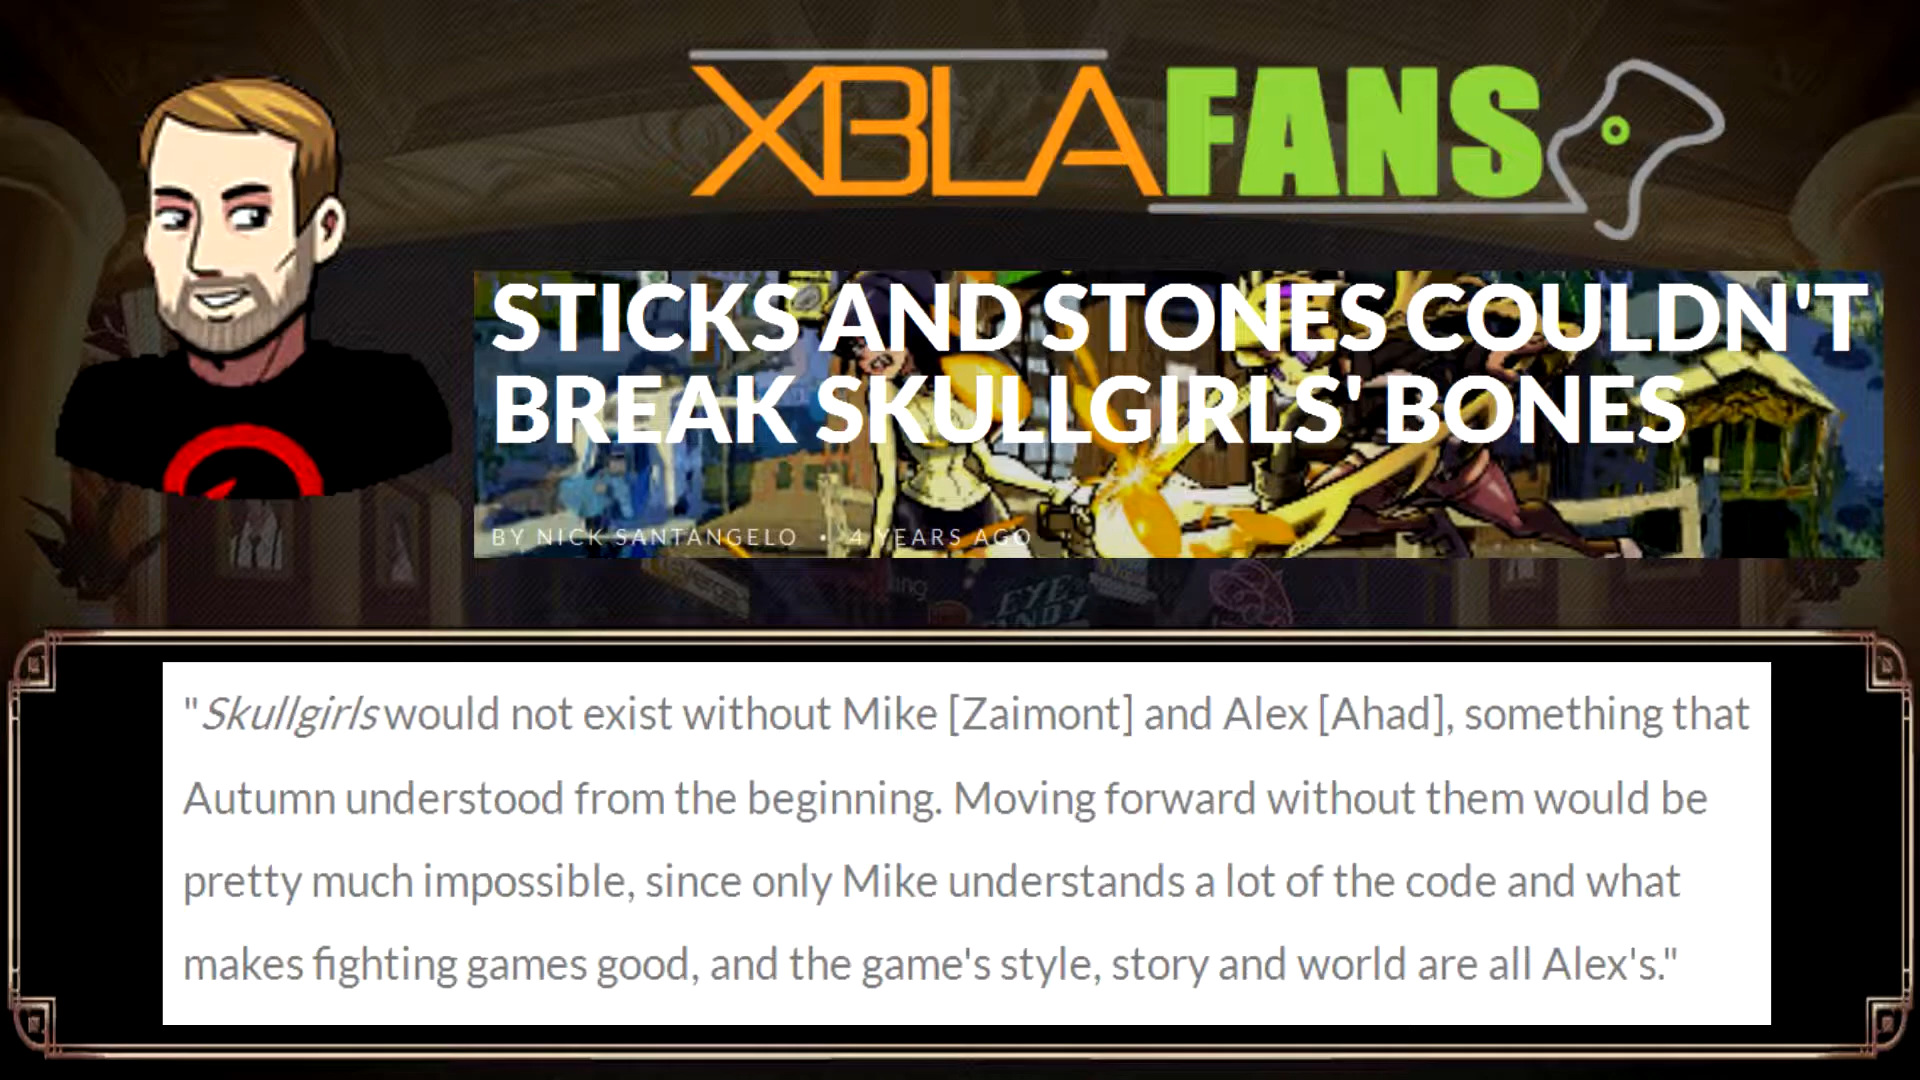 XBLAFANS
STICKS AND STONES COULDN'T
BREAK SKULLGIRLS' BONES
BY NICK SANTANGELO • 4 YEARS AGO
EYE
"Skullgirls would not exist without Mike [Zaimont] and Alex [Ahad], something that
Autumn understood from the beginning. Moving forward without them would be
pretty much impossible, since only Mike understands a lot of the code and what
makes fighting games good, and the game's style, story and world are all Alex's."